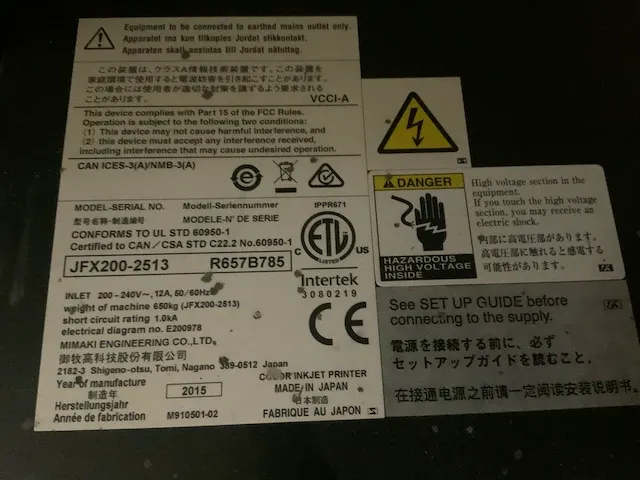 Equipment to be connected to earthed mains outlet only.
Apparatet ma kun tilkoples Jordet stikkontakt.
Apparaten skall anslutas till Jordat nätuttag.
この装置は、クラスA情報技術装置です。この装置を
家庭環境で使用すると電波妨害を引き起こすことがあります。
この場合には使用者が適切な対策を講ずるよう要求される
ことがあります。
VCCI-A
This device complies with Part 15 of the FCC Rules.
Operation is subject to the following two conditions:
(1) This device may not cause harmful interference, and
(2) this device must accept any interference received,
including interference that may cause undesired operation.
CAN ICES-3(A)/NMB-3(A)
MODEL-SERIAL NO. Modell-Seriennummer
型号名称·制造编号 MODELE-N° DE SERIE
CONFORMS TO UL STD 60950-1
Certified to CAN/CSA STD C22.2 No.60950-1
JFX200-2513 R657B785
IPPR671
ETL
C US
Intertek
3080219
CE
INLET 200-240V~, 12A, 50/60Hz
weight of machine 650kg (JFX200-2513)
short circuit rating 1.0kA
electrical diagram no. E200978
MIMAKI ENGINEERING CO.,LTD.
御牧高科技股份有限公司
2182-3 Shigeno-otsu, Tomi, Nagano 389-0512 Japan
Year of manufacture
制造年
Herstellungsjahr
Année de fabrication
2015
M910501-02
COLOR INKJET PRINTER
MADE IN JAPAN
日本制造
FABRIQUE AU JAPON
DANGER
HAZARDOUS
HIGH VOLTAGE
INSIDE
High voltage section in the
equipment.
If you touch the high voltage
section, you may receive an
electric shock.
内部に高電圧部があります。
高電圧部に触れると感電する
可能性があります。
See SET UP GUIDE before
connecting to the supply.
電源を接続する前に、必ず
セットアップガイドを読むこと。
在接通电源之前请一定阅读安装说明书。